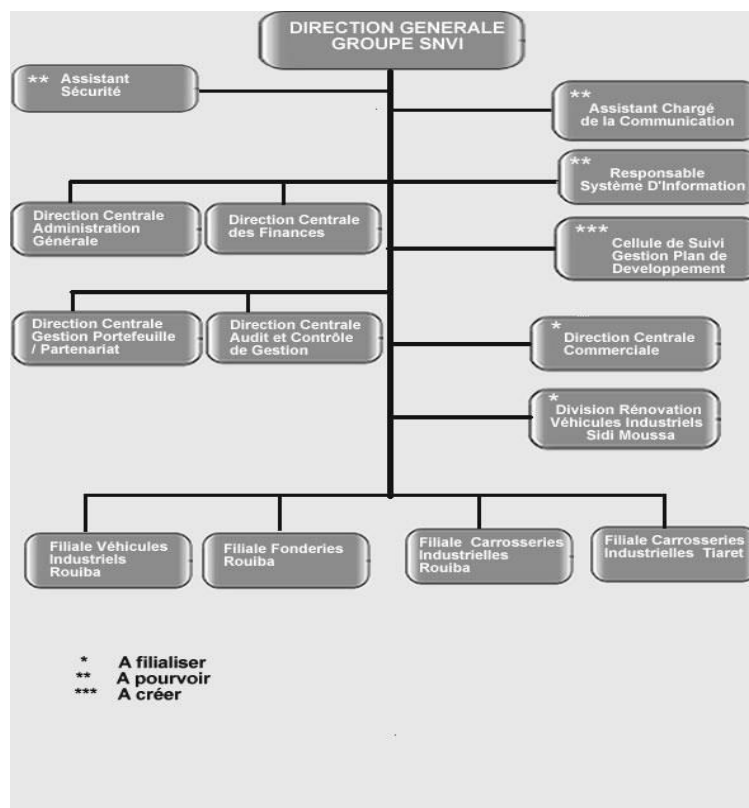 DIRECTION GENERALE
GROUPE SNVI
** Assistant
Sécurité
**
Assistant Chargé
de la Communication
**
Responsable
Système D'Information
Direction Centrale
Administration
Générale
Direction Centrale
des Finances
***
Cellule de Suivi
Gestion Plan de
Developpement
Direction Centrale
Gestion Portefeuille
/ Partenariat
Direction Centrale
Audit et Contrôle
de Gestion
*
Direction Centrale
Commerciale
*
Division Rénovation
Véhicules Industriels
Sidi Moussa
Filiale Véhicules
Industriels
Rouiba
Filiale Fonderies
Rouiba
Filiale Carrosseries
Industrielles
Rouiba
Filiale Carrosseries
Industrielles Tiaret
* A filialiser
** A pourvoir
*** A créer